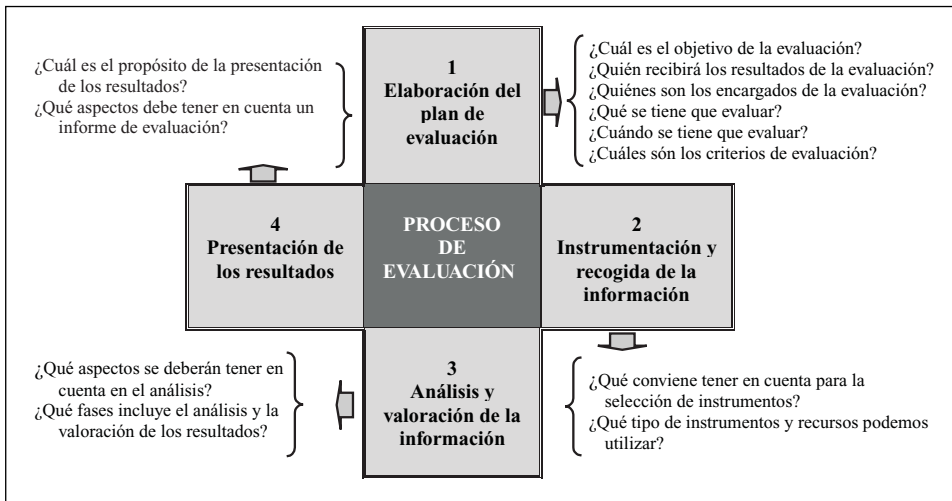 1
Elaboración del
plan de
evaluación
¿Cuál es el objetivo de la evaluación?
¿Quién recibirá los resultados de la evaluación?
¿Quiénes son los encargados de la evaluación?
¿Qué se tiene que evaluar?
¿Cuándo se tiene que evaluar?
¿Cuáles són los criterios de evaluación?
PROCESO
DE
EVALUACIÓN
2
Instrumentación y
recogida de la
información
¿Qué conviene tener en cuenta para la
selección de instrumentos?
¿Qué tipo de instrumentos y recursos podemos
utilizar?
3
Análisis y
valoración de la
información
¿Qué aspectos se deberán tener en
cuenta en el análisis?
¿Qué fases incluye el análisis y la
valoración de los resultados?
4
Presentación de
los resultados
¿Cuál es el propósito de la presentación
de los resultados?
¿Qué aspectos debe tener en cuenta un
informe de evaluación?